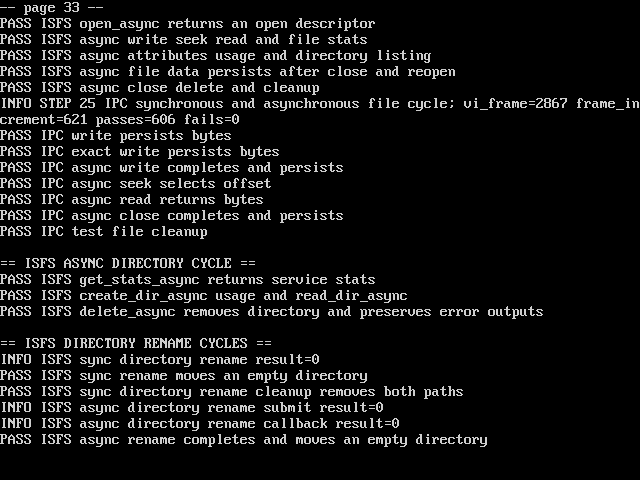 -- page 33 --
PASS ISFS open_async returns an open descriptor
PASS ISFS async write seek read and file stats
PASS ISFS async attributes usage and directory listing
PASS ISFS async file data persists after close and reopen
PASS ISFS async close delete and cleanup
INFO STEP 25 IPC synchronous and asynchronous file cycle; vi_frame=2867 frame_in
crement=621 passes=606 fails=0
PASS IPC write persists bytes
PASS IPC exact write persists bytes
PASS IPC async write completes and persists
PASS IPC async seek selects offset
PASS IPC async read returns bytes
PASS IPC async close completes and persists
PASS IPC test file cleanup
== ISFS ASYNC DIRECTORY CYCLE ==
PASS ISFS get_stats_async returns service stats
PASS ISFS create_dir_async usage and read_dir_async
PASS ISFS delete_async removes directory and preserves error outputs
== ISFS DIRECTORY RENAME CYCLES ==
INFO ISFS sync directory rename result=0
PASS ISFS sync rename moves an empty directory
PASS ISFS sync directory rename cleanup removes both paths
INFO ISFS async directory rename submit result=0
INFO ISFS async directory rename callback result=0
PASS ISFS async rename completes and moves an empty directory